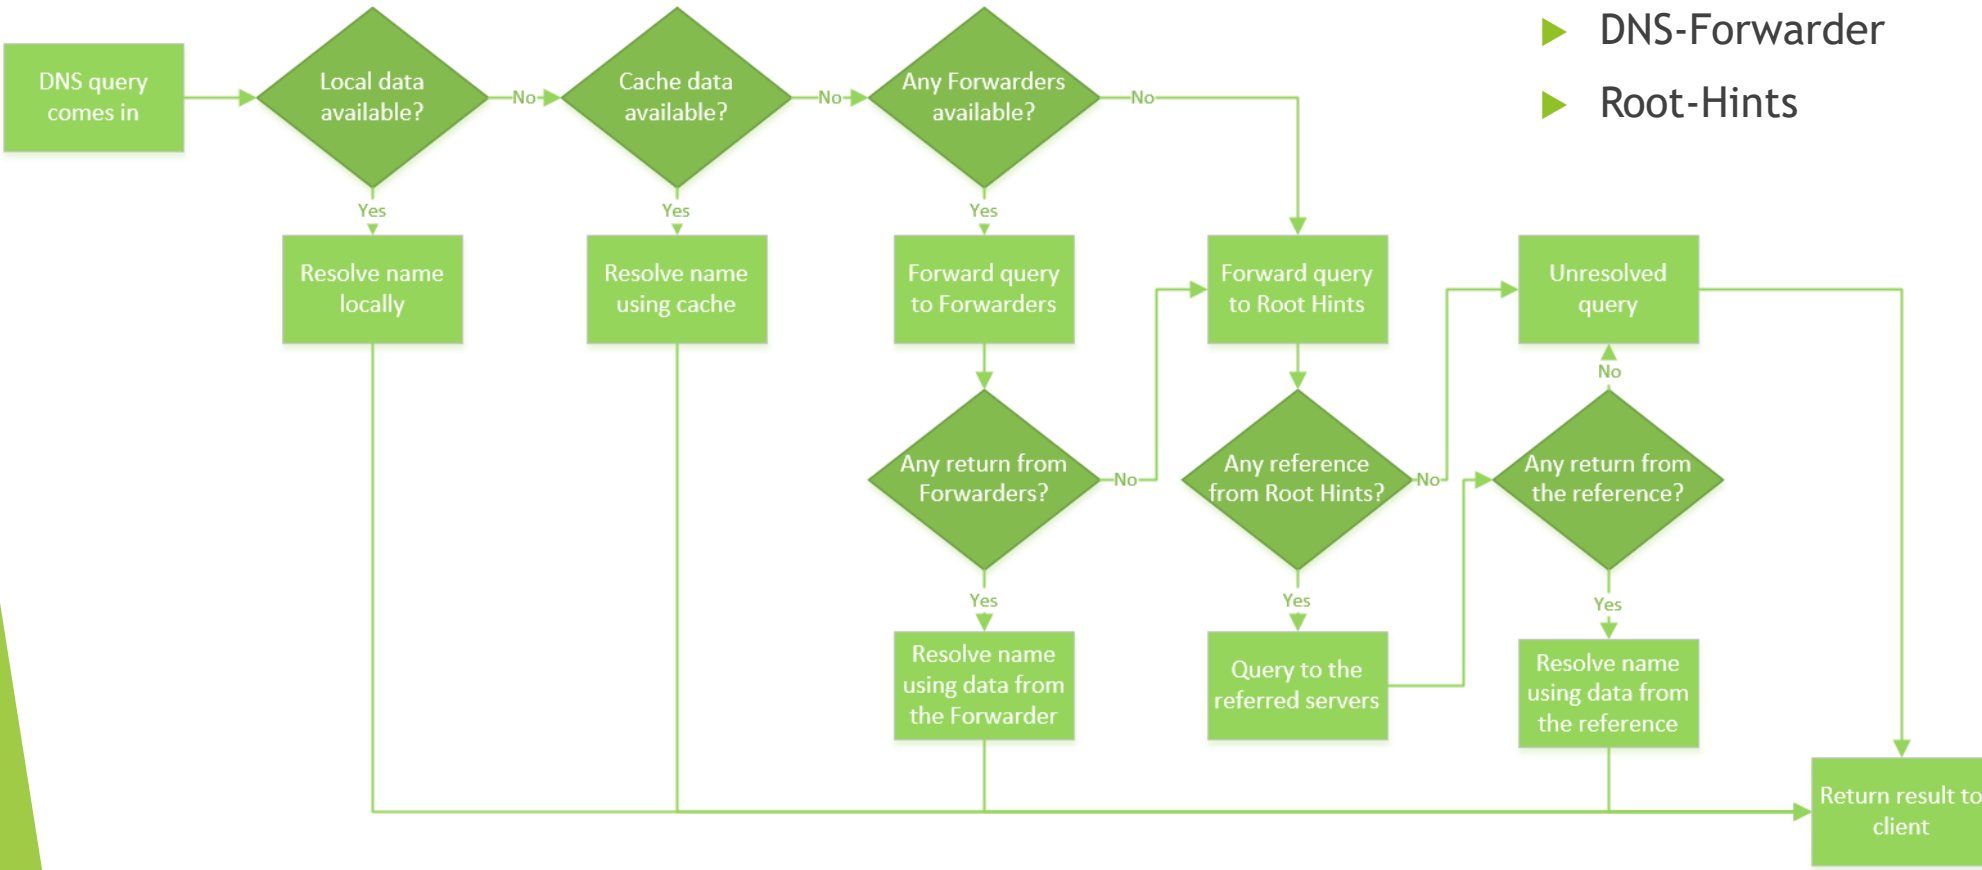 DNS-Forwarder
Root-Hints
DNS query
comes in
Local data
available?
No
Cache data
available?
No
Any Forwarders
available?
No
Yes
Yes
Yes
Resolve name
locally
Resolve name
using cache
Forward query
to Forwarders
Forward query
to Root Hints
Unresolved
query
No
Any return from
Forwarders?
No
Any reference
from Root Hints?
No
Any return from
the reference?
Yes
Yes
Yes
Resolve name
using data from
the Forwarder
Query to the
referred servers
Resolve name
using data from
the reference
Return result to
client